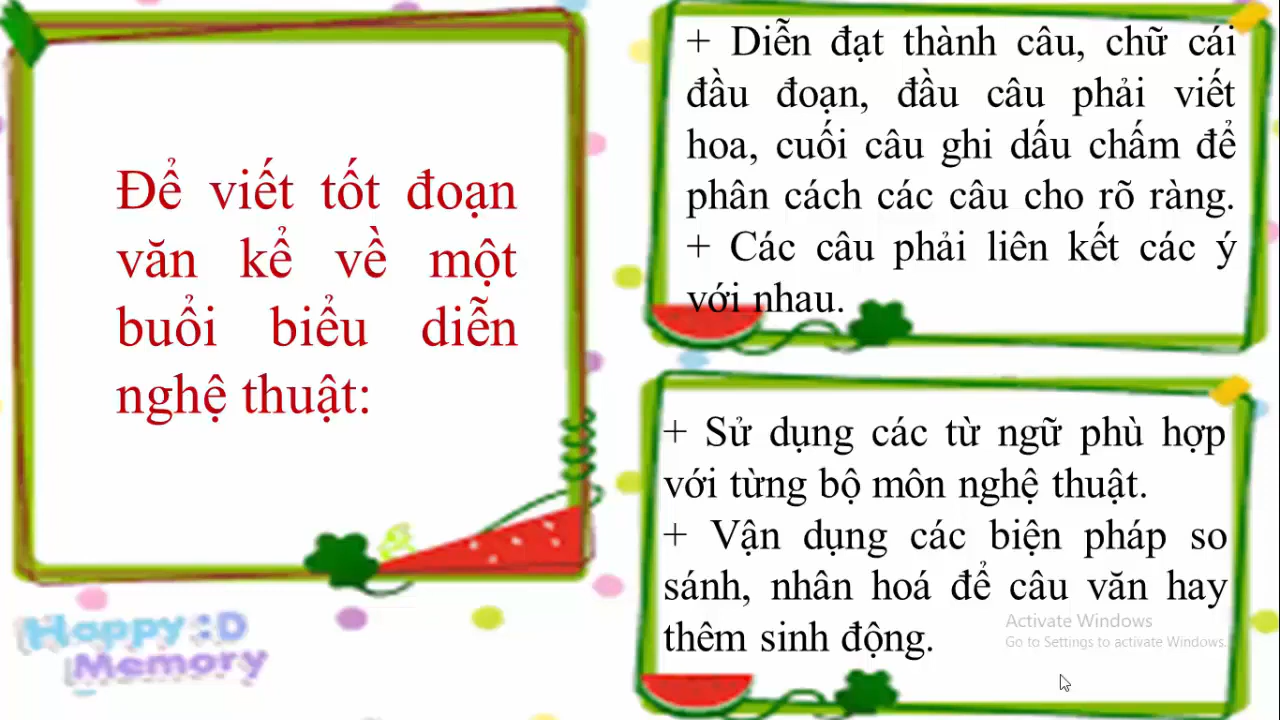 Để viết tốt đoạn
văn kể về một
buổi biểu diễn
nghệ thuật:
+ Diễn đạt thành câu, chữ cái
đầu đoạn, đầu câu phải viết
hoa, cuối câu ghi dấu chấm để
phân cách các câu cho rõ ràng.
+ Các câu phải liên kết các ý
với nhau.
+ Sử dụng các từ ngữ phù hợp
với từng bộ môn nghệ thuật.
+ Vận dụng các biện pháp so
sánh, nhân hoá để câu văn hay
thêm sinh động.
Happy :D
Memory
Activate Windows
Go to Settings to activate Windows.